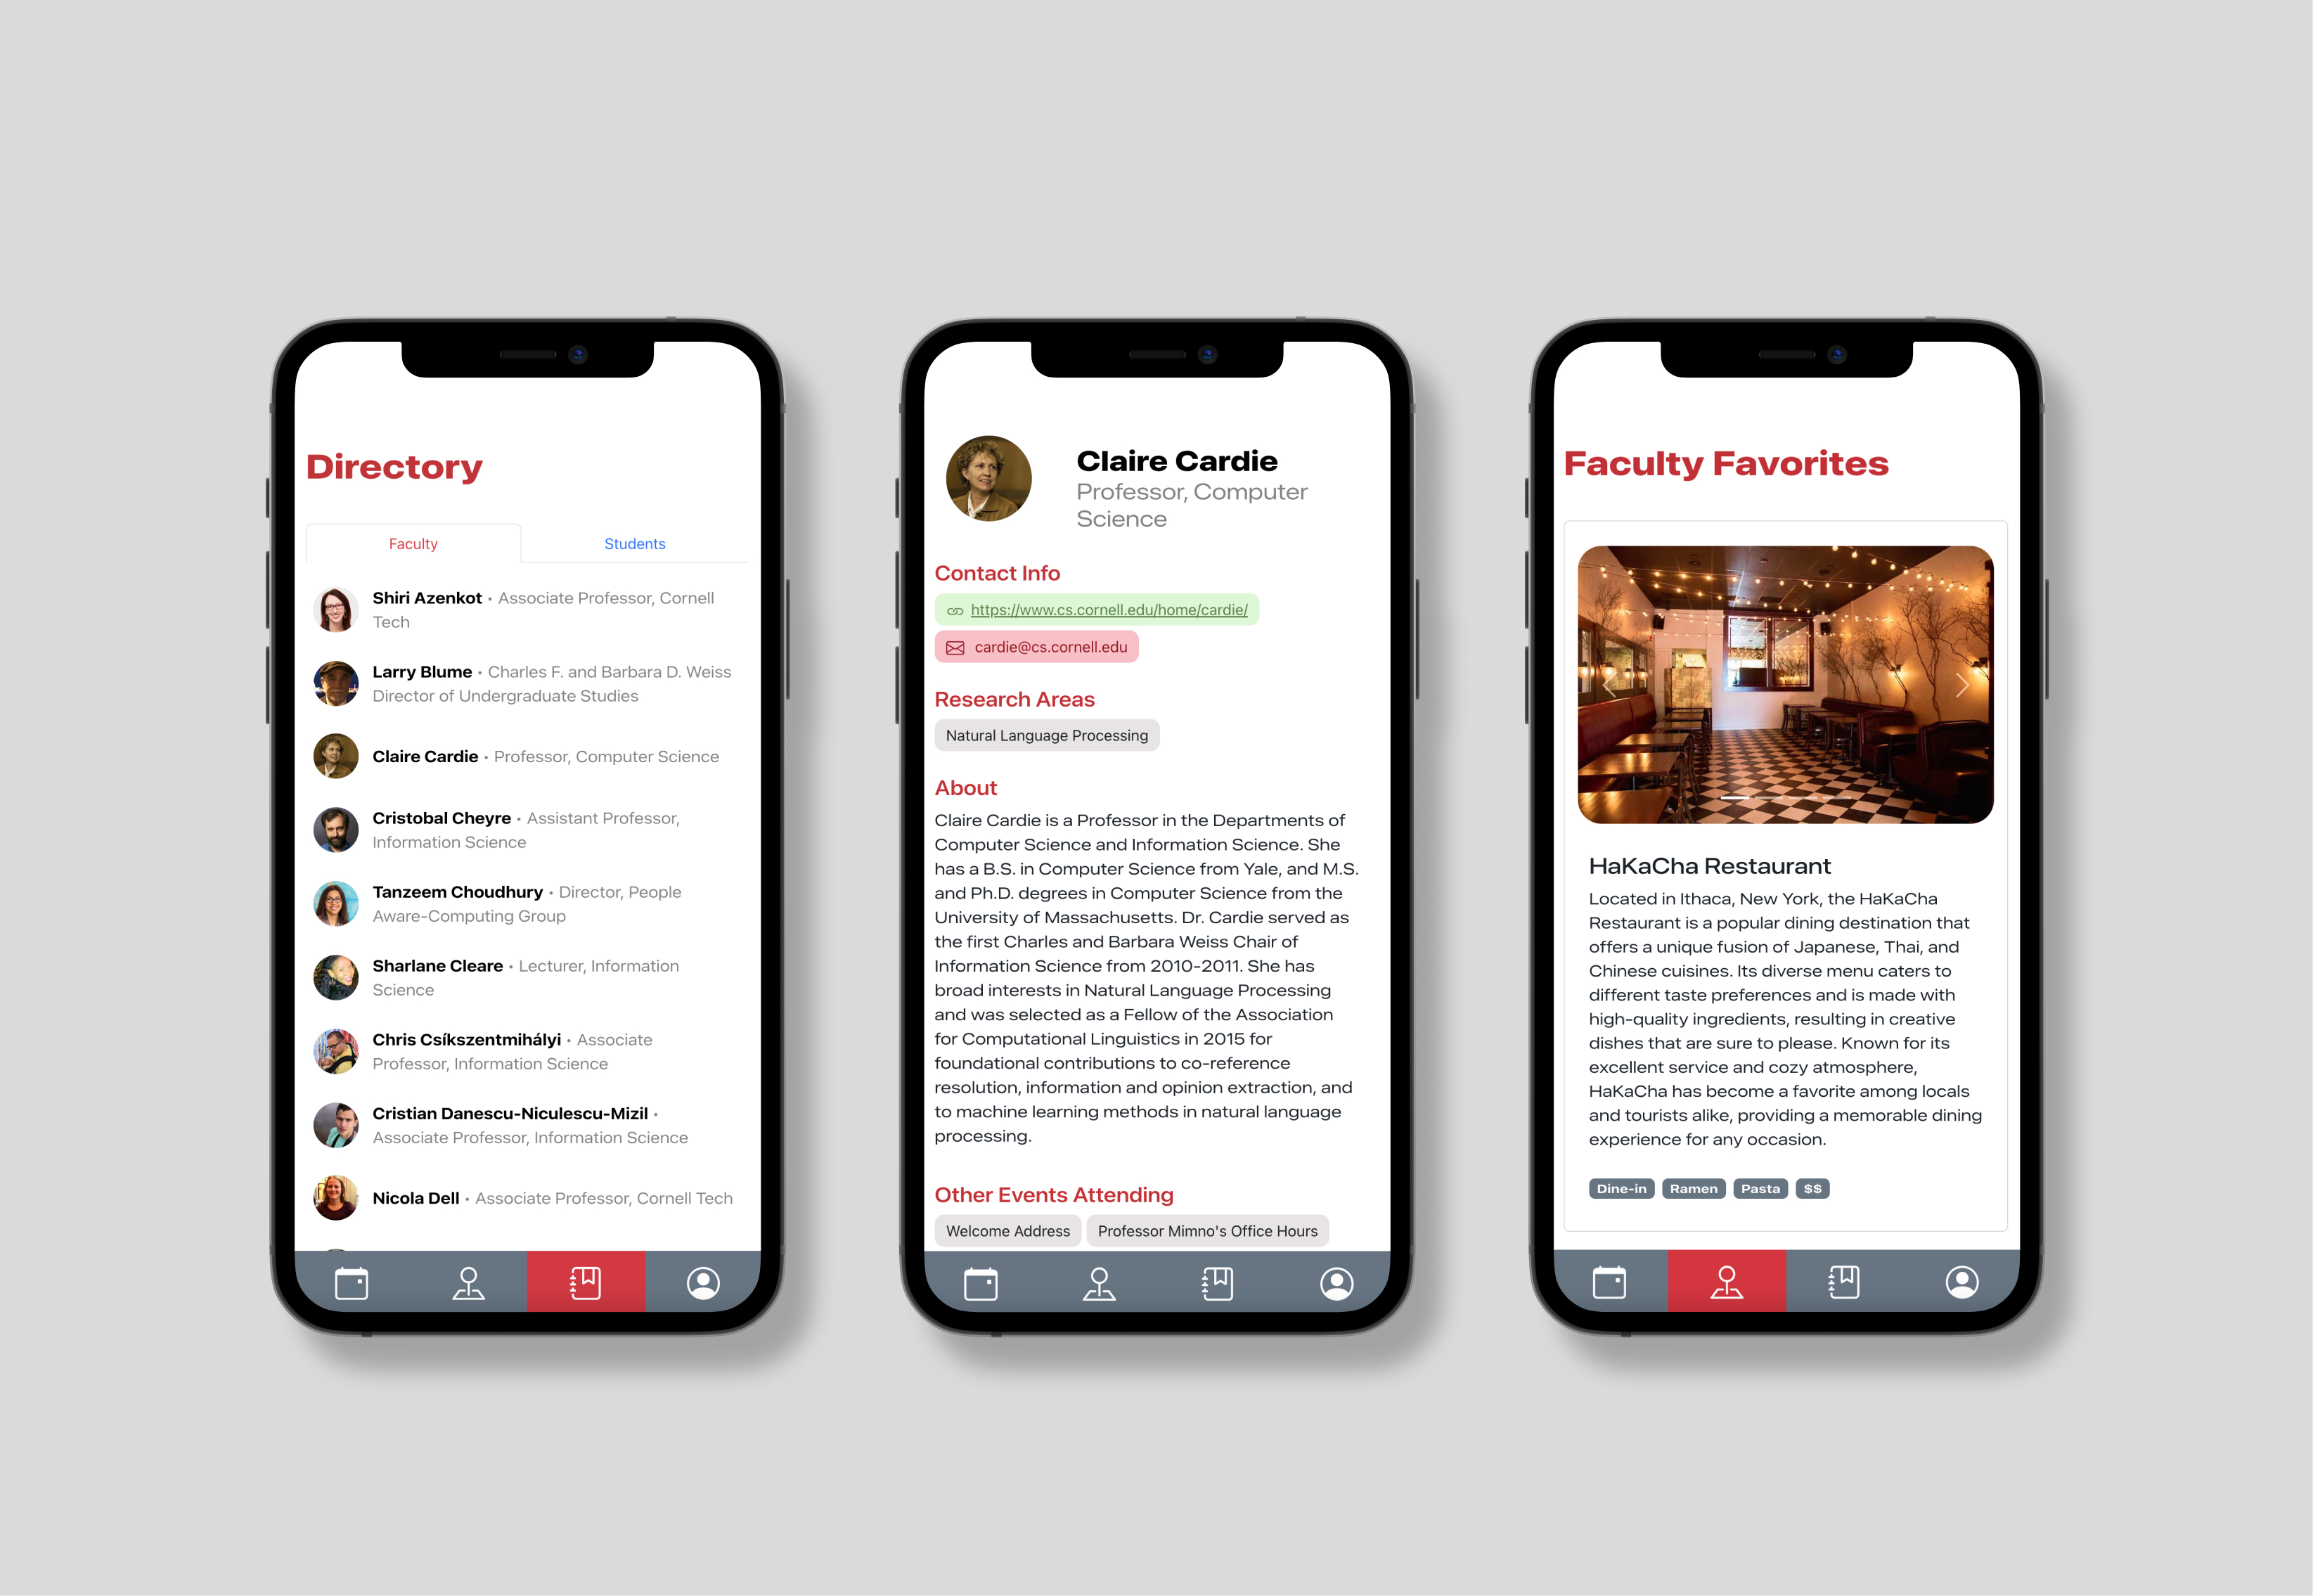 Directory
Faculty
Students
Shiri Azenkot • Associate Professor, Cornell
Tech
Larry Blume • Charles F. and Barbara D. Weiss
Director of Undergraduate Studies
Claire Cardie • Professor, Computer Science
Cristobal Cheyre • Assistant Professor,
Information Science
Tanzeem Choudhury • Director, People
Aware-Computing Group
Sharlane Cleare • Lecturer, Information
Science
Chris Csíkszentmihályi • Associate
Professor, Information Science
Cristian Danescu-Niculescu-Mizil •
Associate Professor, Information Science
Nicola Dell • Associate Professor, Cornell Tech
Claire Cardie
Professor, Computer
Science
Contact Info
https://www.cs.cornell.edu/home/cardie/
cardie@cs.cornell.edu
Research Areas
Natural Language Processing
About
Claire Cardie is a Professor in the Departments of
Computer Science and Information Science. She
has a B.S. in Computer Science from Yale, and M.S.
and Ph.D. degrees in Computer Science from the
University of Massachusetts. Dr. Cardie served as
the first Charles and Barbara Weiss Chair of
Information Science from 2010-2011. She has
broad interests in Natural Language Processing
and was selected as a Fellow of the Association
for Computational Linguistics in 2015 for
foundational contributions to co-reference
resolution, information and opinion extraction, and
to machine learning methods in natural language
processing.
Other Events Attending
Welcome Address
Professor Mimno's Office Hours
Faculty Favorites
HaKaCha Restaurant
Located in Ithaca, New York, the HaKaCha
Restaurant is a popular dining destination that
offers a unique fusion of Japanese, Thai, and
Chinese cuisines. Its diverse menu caters to
different taste preferences and is made with
high-quality ingredients, resulting in creative
dishes that are sure to please. Known for its
excellent service and cozy atmosphere,
HaKaCha has become a favorite among locals
and tourists alike, providing a memorable dining
experience for any occasion.
Dine-in
Ramen
Pasta
$$